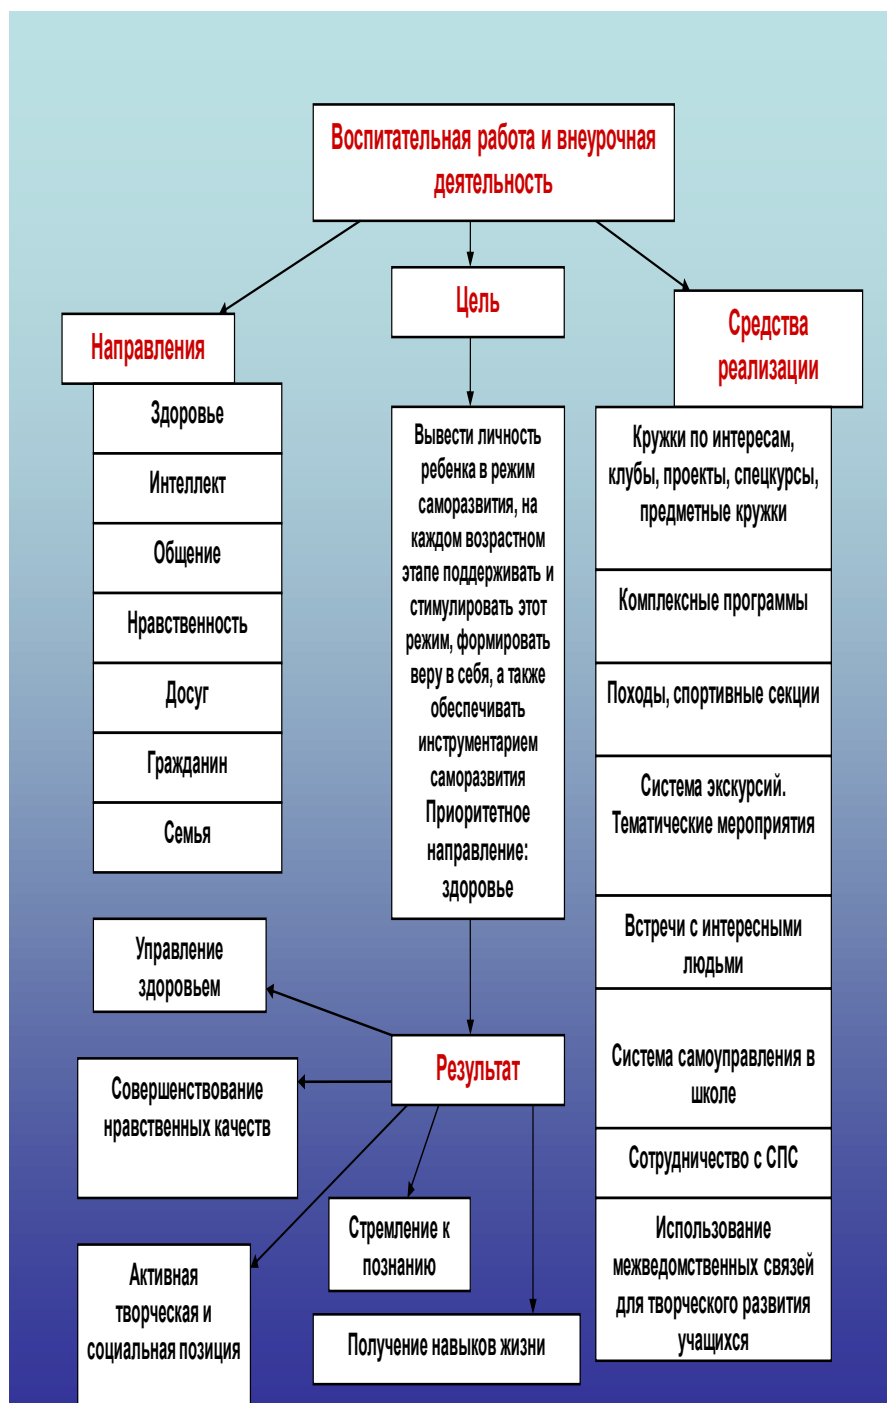 Воспитательная работа и внеурочная
деятельность
Направления
Здоровье
Интеллект
Общение
Нравственность
Досуг
Гражданин
Семья
Цель
Вывести личность
ребенка в режим
саморазвития, на
каждом возрастном
этапе поддерживать и
стимулировать этот
режим, формировать
веру в себя, а также
обеспечивать
инструментарием
саморазвития
Приоритетное
направление:
здоровье
Средства
реализации
Кружки по интересам,
клубы, проекты, спецкурсы,
предметные кружки
Комплексные программы
Походы, спортивные секции
Система экскурсий.
Тематические мероприятия
Встречи с интересными
людьми
Система самоуправления в
школе
Сотрудничество с СПС
Использование
межведомственных связей
для творческого развития
учащихся
Результат
Управление
здоровьем
Совершенствование
нравственных качеств
Активная
творческая и
социальная позиция
Стремление к
познанию
Получение навыков жизни